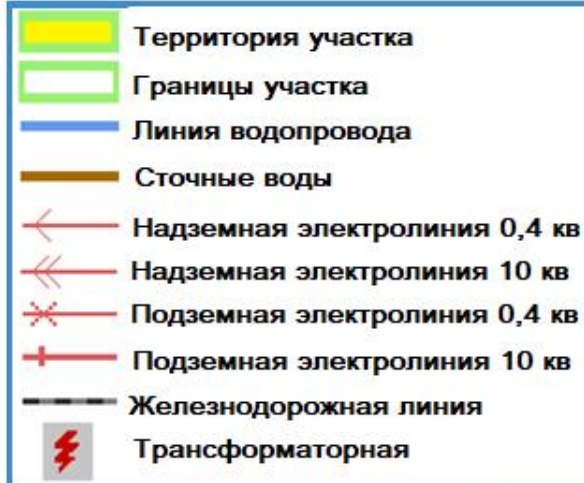 Территория участка
Границы участка
Линия водопровода
Сточные воды
Надземная электролиния 0,4 кв
Надземная электролиния 10 кв
Подземная электролиния 0,4 кв
Подземная электролиния 10 кв
Железнодорожная линия
Трансформаторная